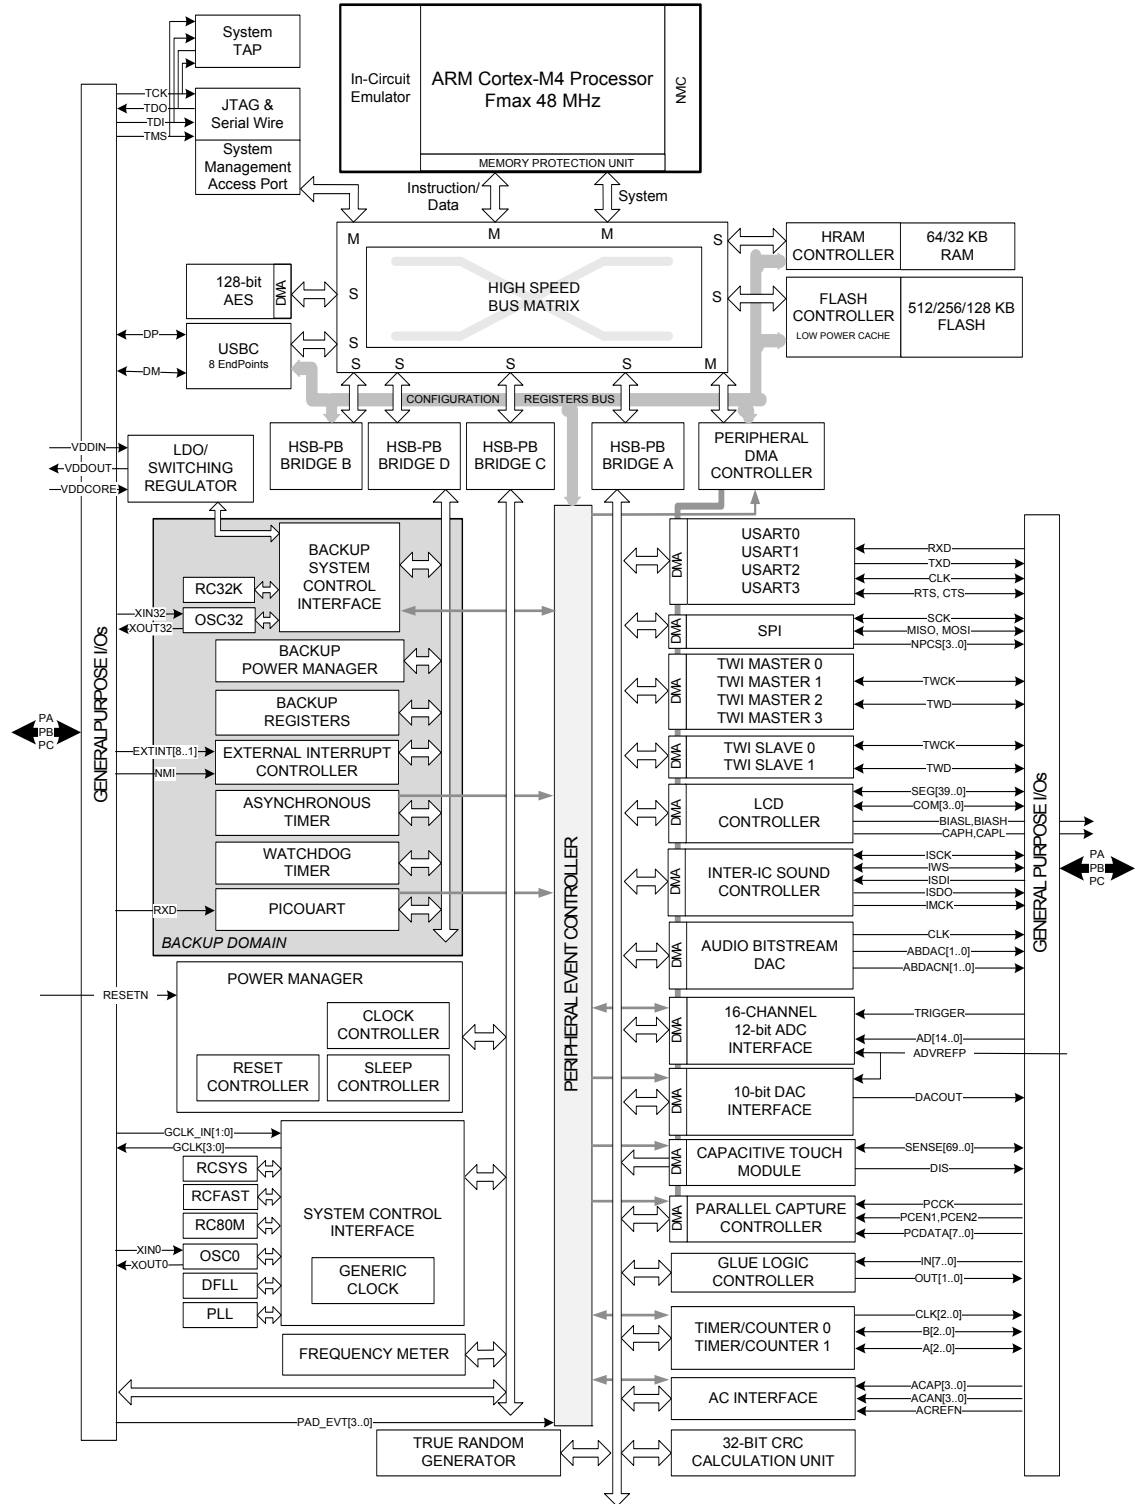 System
TAP
In-Circuit
Emulator
ARM Cortex-M4 Processor
Fmax 48 MHz
NMC
MEMORY PROTECTION UNIT
TCK
TDO
TDI
TMS
JTAG &
Serial Wire
System
Management
Access Port
Instruction/
Data
System
M
M
M
S
S
S
S
S
S
S
S
M
HIGH SPEED
BUS MATRIX
HRAM
CONTROLLER
64/32 KB
RAM
FLASH
CONTROLLER
LOW POWER CACHE
512/256/128 KB
FLASH
128-bit
AES
DMA
DP
DM
USBC
8 EndPoints
CONFIGURATION REGISTERS BUS
HSB-PB
BRIDGE B
HSB-PB
BRIDGE D
HSB-PB
BRIDGE C
HSB-PB
BRIDGE A
PERIPHERAL
DMA
CONTROLLER
VDDIN
VDDOUT
VDDCORE
LDO/
SWITCHING
REGULATOR
GENERALPURPOSE I/Os
PA
PB
PC
BACKUP
SYSTEM
CONTROL
INTERFACE
RC32K
XIN32
XOUT32
OSC32
BACKUP
POWER MANAGER
BACKUP
REGISTERS
EXTINT[8..1]
NMI
EXTERNAL INTERRUPT
CONTROLLER
ASYNCHRONOUS
TIMER
WATCHDOG
TIMER
RXD
PICOUART
BACKUP DOMAIN
RESETN
POWER MANAGER
CLOCK
CONTROLLER
RESET
CONTROLLER
SLEEP
CONTROLLER
GCLK_IN[1:0]
GCLK[3:0]
RCSYS
RCFAST
RC80M
XIN0
XOUT0
OSC0
DFLL
PLL
SYSTEM CONTROL
INTERFACE
GENERIC
CLOCK
FREQUENCY METER
PAD_EVT[3..0]
TRUE RANDOM
GENERATOR
PERIPHERAL EVENT CONTROLLER
DMA
USART0
USART1
USART2
USART3
RXD
TXD
CLK
RTS, CTS
DMA
SPI
SCK
MISO, MOSI
NPCS[3..0]
DMA
TWI MASTER 0
TWI MASTER 1
TWI MASTER 2
TWI MASTER 3
TWCK
TWD
DMA
TWI SLAVE 0
TWI SLAVE 1
TWCK
TWD
DMA
LCD
CONTROLLER
SEG[39..0]
COM[3..0]
BIASL,BIASH
CAPH,CAPL
DMA
INTER-IC SOUND
CONTROLLER
ISCK
IWS
ISDI
ISDO
IMCK
DMA
AUDIO BITSTREAM
DAC
CLK
ABDAC[1..0]
ABDACN[1..0]
DMA
16-CHANNEL
12-bit ADC
INTERFACE
TRIGGER
AD[14..0]
ADVREFP
DMA
10-bit DAC
INTERFACE
DACOUT
DMA
CAPACITIVE TOUCH
MODULE
SENSE[69..0]
DIS
DMA
PARALLEL CAPTURE
CONTROLLER
PCCK
PCEN1,PCEN2
PCDATA[7..0]
GLUE LOGIC
CONTROLLER
IN[7..0]
OUT[1..0]
TIMER/COUNTER 0
TIMER/COUNTER 1
CLK[2..0]
B[2..0]
A[2..0]
AC INTERFACE
ACAP[3..0]
ACAN[3..0]
ACREFN
32-BIT CRC
CALCULATION UNIT
GENERAL PURPOSE I/Os
PA
PB
PC